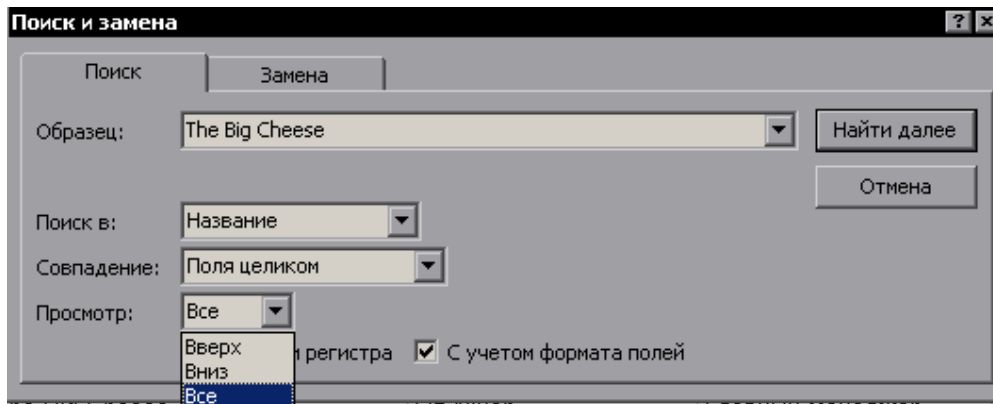 Поиск и замена
Поиск Замена
Образец: The Big Cheese Найти далее
Отмена
Поиск в: Название
Совпадение: Поля целиком
Просмотр: Все
Вверх регистра С учетом формата полей
Вниз
Все